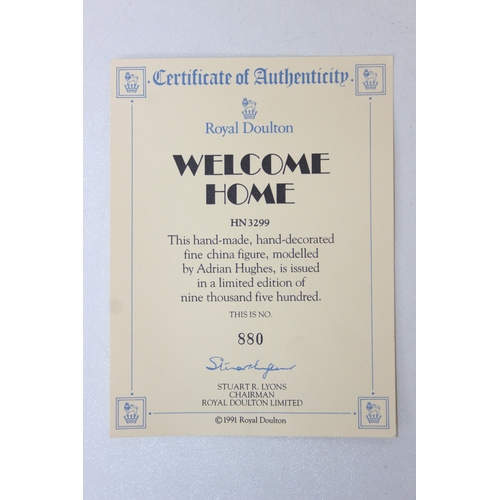 Certificate of Authenticity
Royal Doulton
WELCOME
HOME
HN 3299
This hand-made, hand-decorated
fine china figure, modelled
by Adrian Hughes, is issued
in a limited edition of
nine thousand five hundred.
THIS IS NO.
880
STUART R. LYONS
CHAIRMAN
ROYAL DOULTON LIMITED
© 1991 Royal Doulton